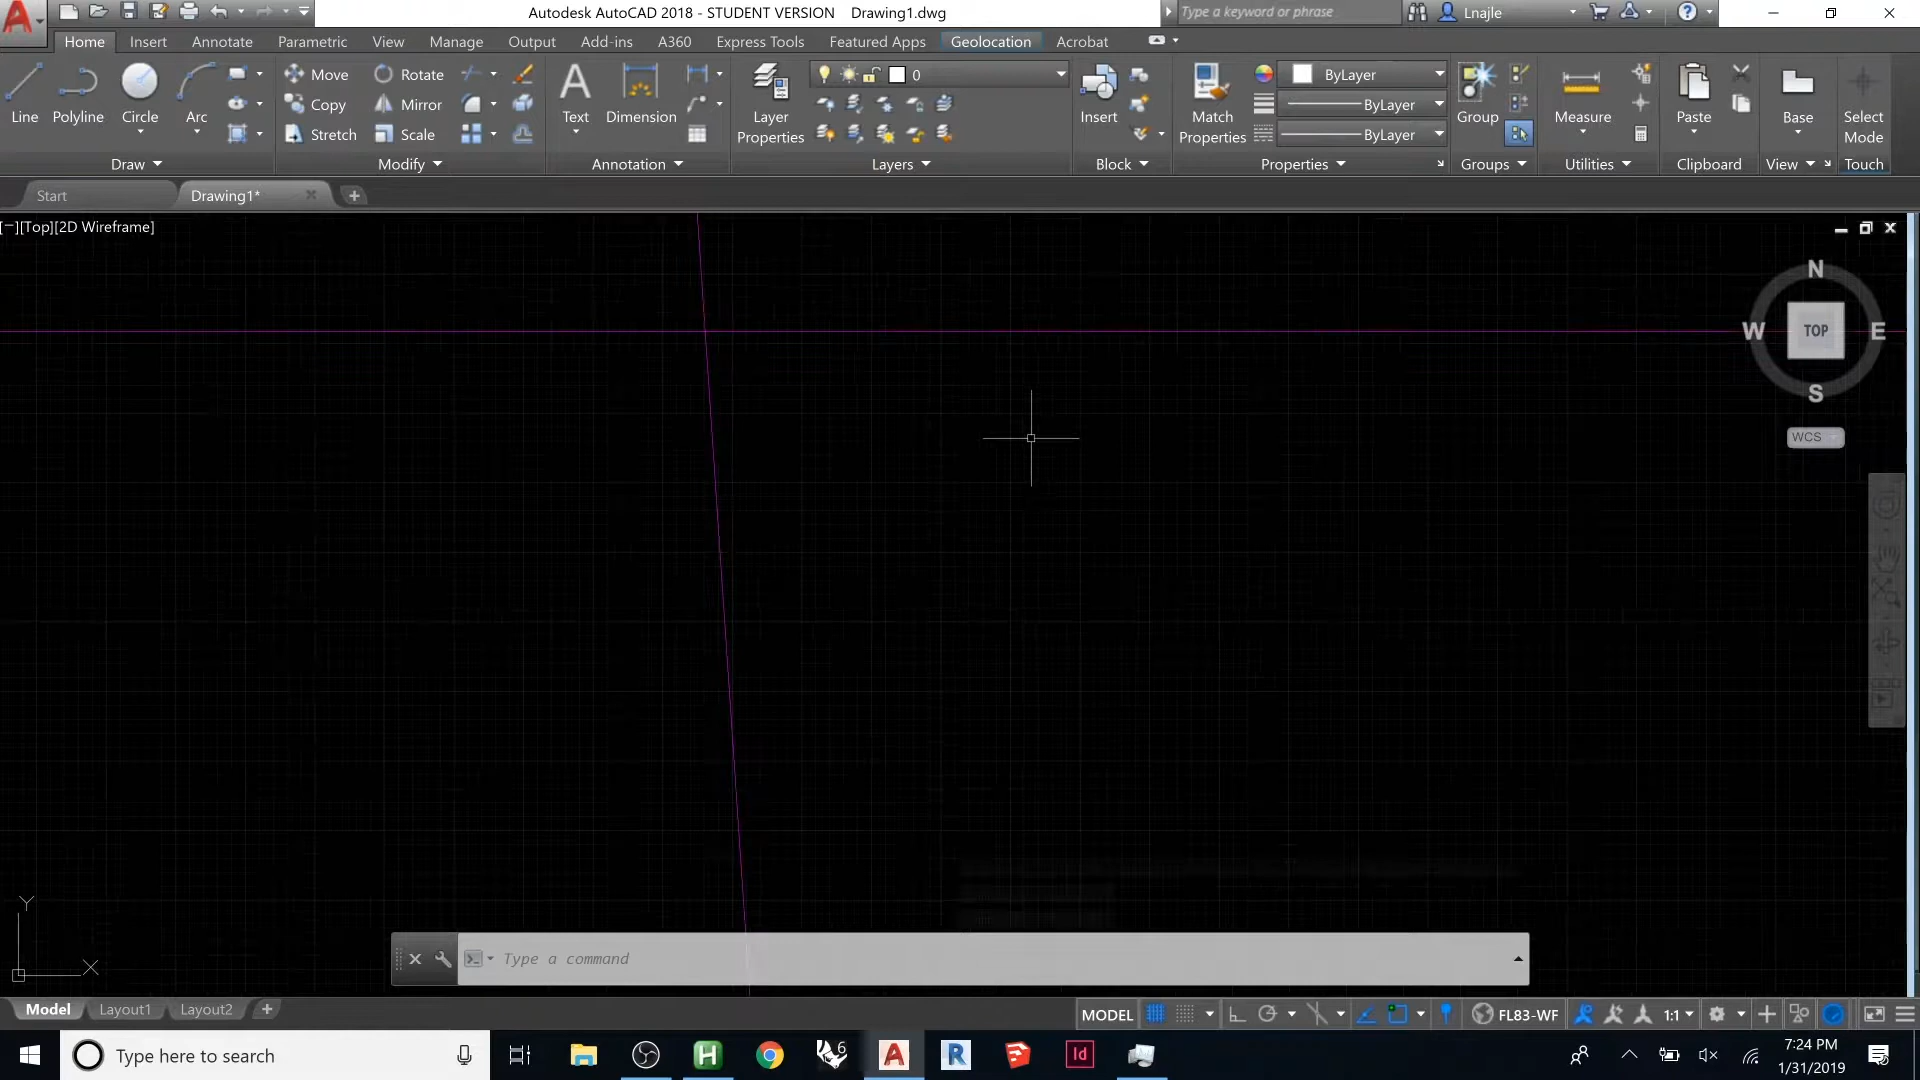 Autodesk AutoCAD 2018 - STUDENT VERSION Drawing1.dwg
Type a keyword or phrase
Lnajle
Home Insert Annotate Parametric View Manage Output Add-ins A360 Express Tools Featured Apps Geolocation Acrobat
Line Polyline Circle Arc
Move Rotate
Copy Mirror
Stretch Scale
Text Dimension
Layer Properties
0
Insert
Match Properties
ByLayer
ByLayer
ByLayer
Group
Measure
Paste
Base
Select Mode
Draw Modify Annotation Layers Block Properties Groups Utilities Clipboard View Touch
Start Drawing1*
[−][Top][2D Wireframe]
N
W TOP E
S
WCS
Y
X
Type a command
Model Layout1 Layout2
MODEL FL83-WF 1:1
Type here to search
H
6
A
R
Id
7:24 PM
1/31/2019